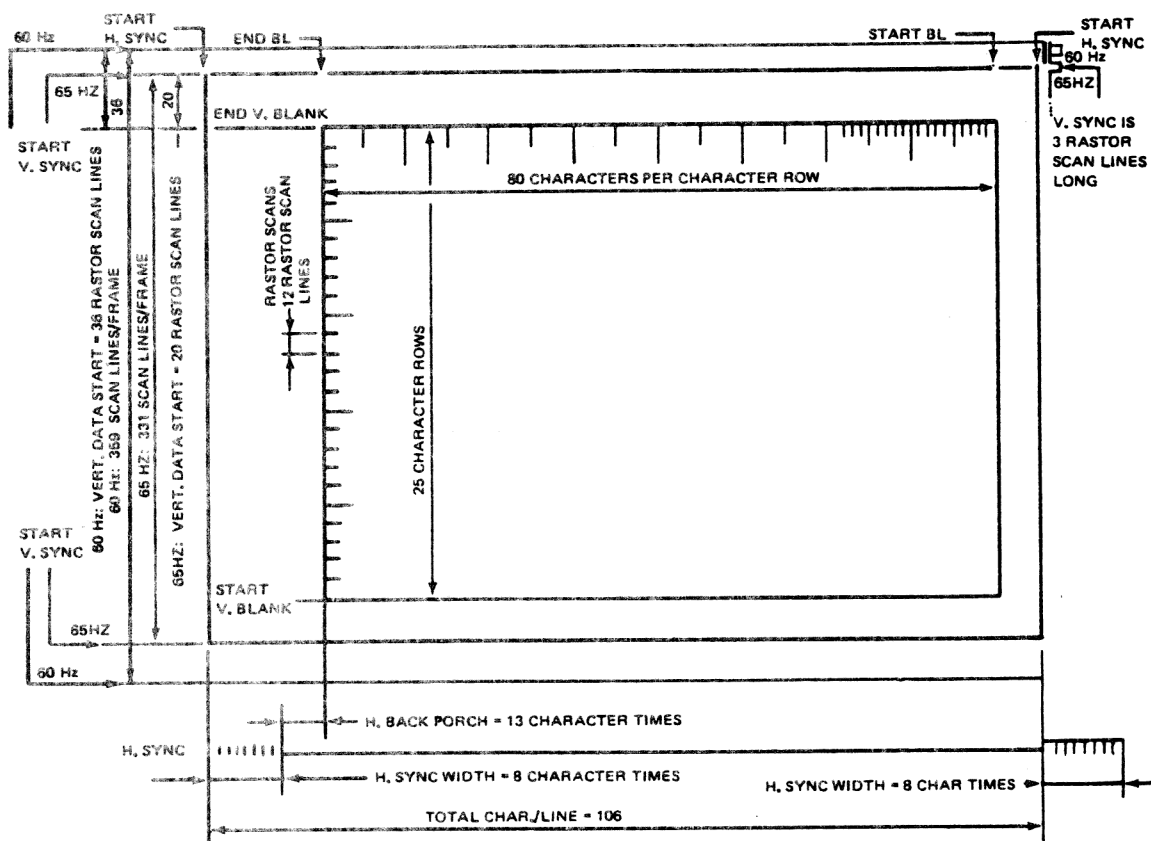 START
H. SYNC
60 Hz
END BL
START BL
START
H. SYNC
60 Hz
65HZ
65 HZ
36
20
END V. BLANK
START
V. SYNC
V. SYNC IS
3 RASTOR
SCAN LINES
LONG
80 CHARACTERS PER CHARACTER ROW
RASTOR SCANS
12 RASTOR SCAN
LINES
25 CHARACTER ROWS
60 Hz: VERT. DATA START = 36 RASTOR SCAN LINES
60 Hz: 359 SCAN LINES/FRAME
65 HZ: 331 SCAN LINES/FRAME
65HZ: VERT. DATA START = 20 RASTOR SCAN LINES
START
V. SYNC
START
V. BLANK
65HZ
60 Hz
H. BACK PORCH = 13 CHARACTER TIMES
H. SYNC
H. SYNC WIDTH = 8 CHARACTER TIMES
H. SYNC WIDTH = 8 CHAR TIMES
TOTAL CHAR./LINE = 106